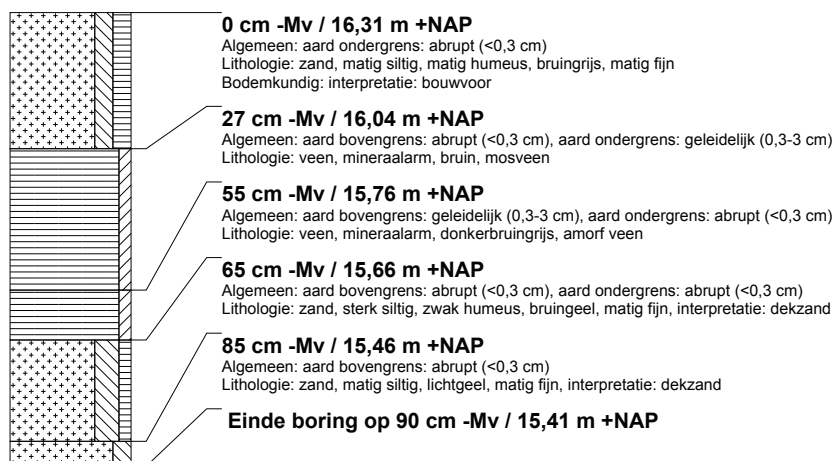 0 cm -Mv / 16,31 m +NAP
Algemeen: aard ondergrens: abrupt (<0,3 cm)
Lithologie: zand, matig siltig, matig humeus, bruingrijs, matig fijn
Bodemkundig: interpretatie: bouwvoor
27 cm -Mv / 16,04 m +NAP
Algemeen: aard bovengrens: abrupt (<0,3 cm), aard ondergrens: geleidelijk (0,3-3 cm)
Lithologie: veen, mineraalarm, bruin, mosveen
55 cm -Mv / 15,76 m +NAP
Algemeen: aard bovengrens: geleidelijk (0,3-3 cm), aard ondergrens: abrupt (<0,3 cm)
Lithologie: veen, mineraalarm, donkerbruingrijs, amorf veen
65 cm -Mv / 15,66 m +NAP
Algemeen: aard bovengrens: abrupt (<0,3 cm), aard ondergrens: abrupt (<0,3 cm)
Lithologie: zand, sterk siltig, zwak humeus, bruingeel, matig fijn, interpretatie: dekzand
85 cm -Mv / 15,46 m +NAP
Algemeen: aard bovengrens: abrupt (<0,3 cm)
Lithologie: zand, matig siltig, lichtgeel, matig fijn, interpretatie: dekzand
Einde boring op 90 cm -Mv / 15,41 m +NAP